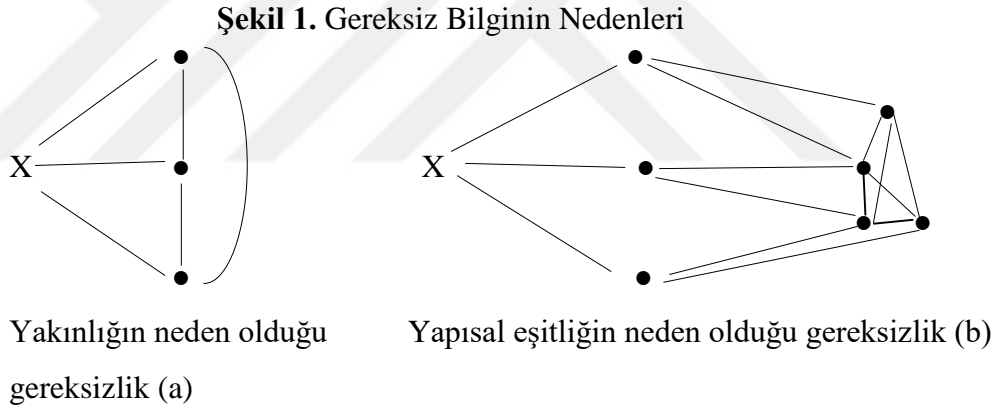 Şekil 1. Gereksiz Bilginin Nedenleri
X
X
Yakınlığın neden olduğu
gereksizlik (a)
Yapısal eşitliğin neden olduğu gereksizlik (b)